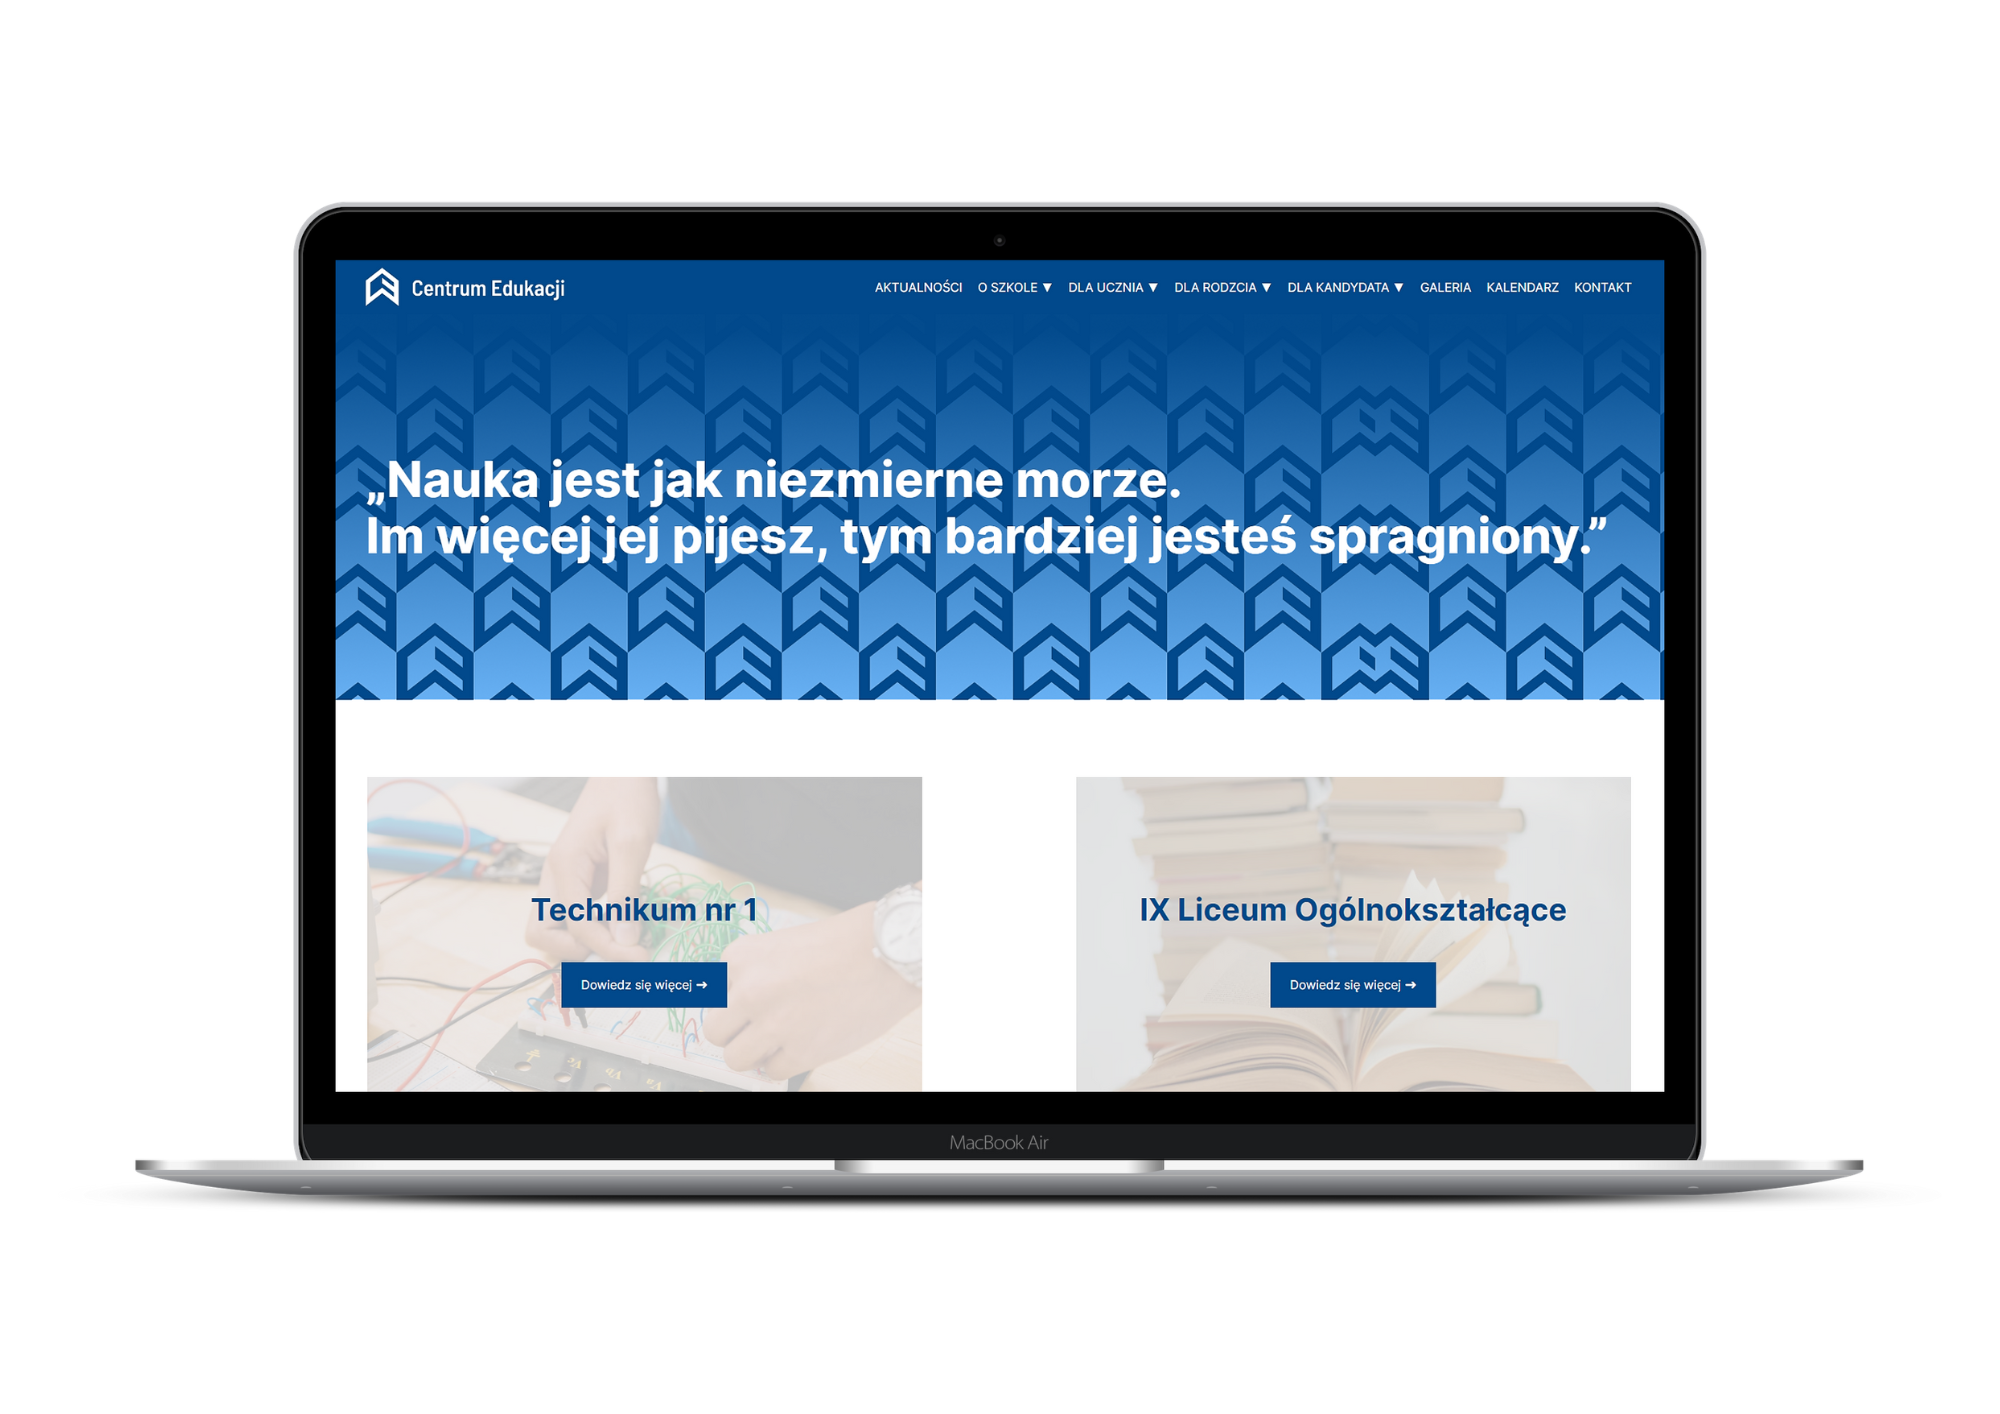 Centrum Edukacji
AKTUALNOŚCI O SZKOLE ▼ DLA UCZNIA ▼ DLA RODZCIA ▼ DLA KANDYDATA ▼ GALERIA KALENDARZ KONTAKT
„Nauka jest jak niezmierne morze.
Im więcej jej pijesz, tym bardziej jesteś spragniony.”
Technikum nr 1
Dowiedz się więcej ➜
IX Liceum Ogólnokształcące
Dowiedz się więcej ➜
MacBook Air